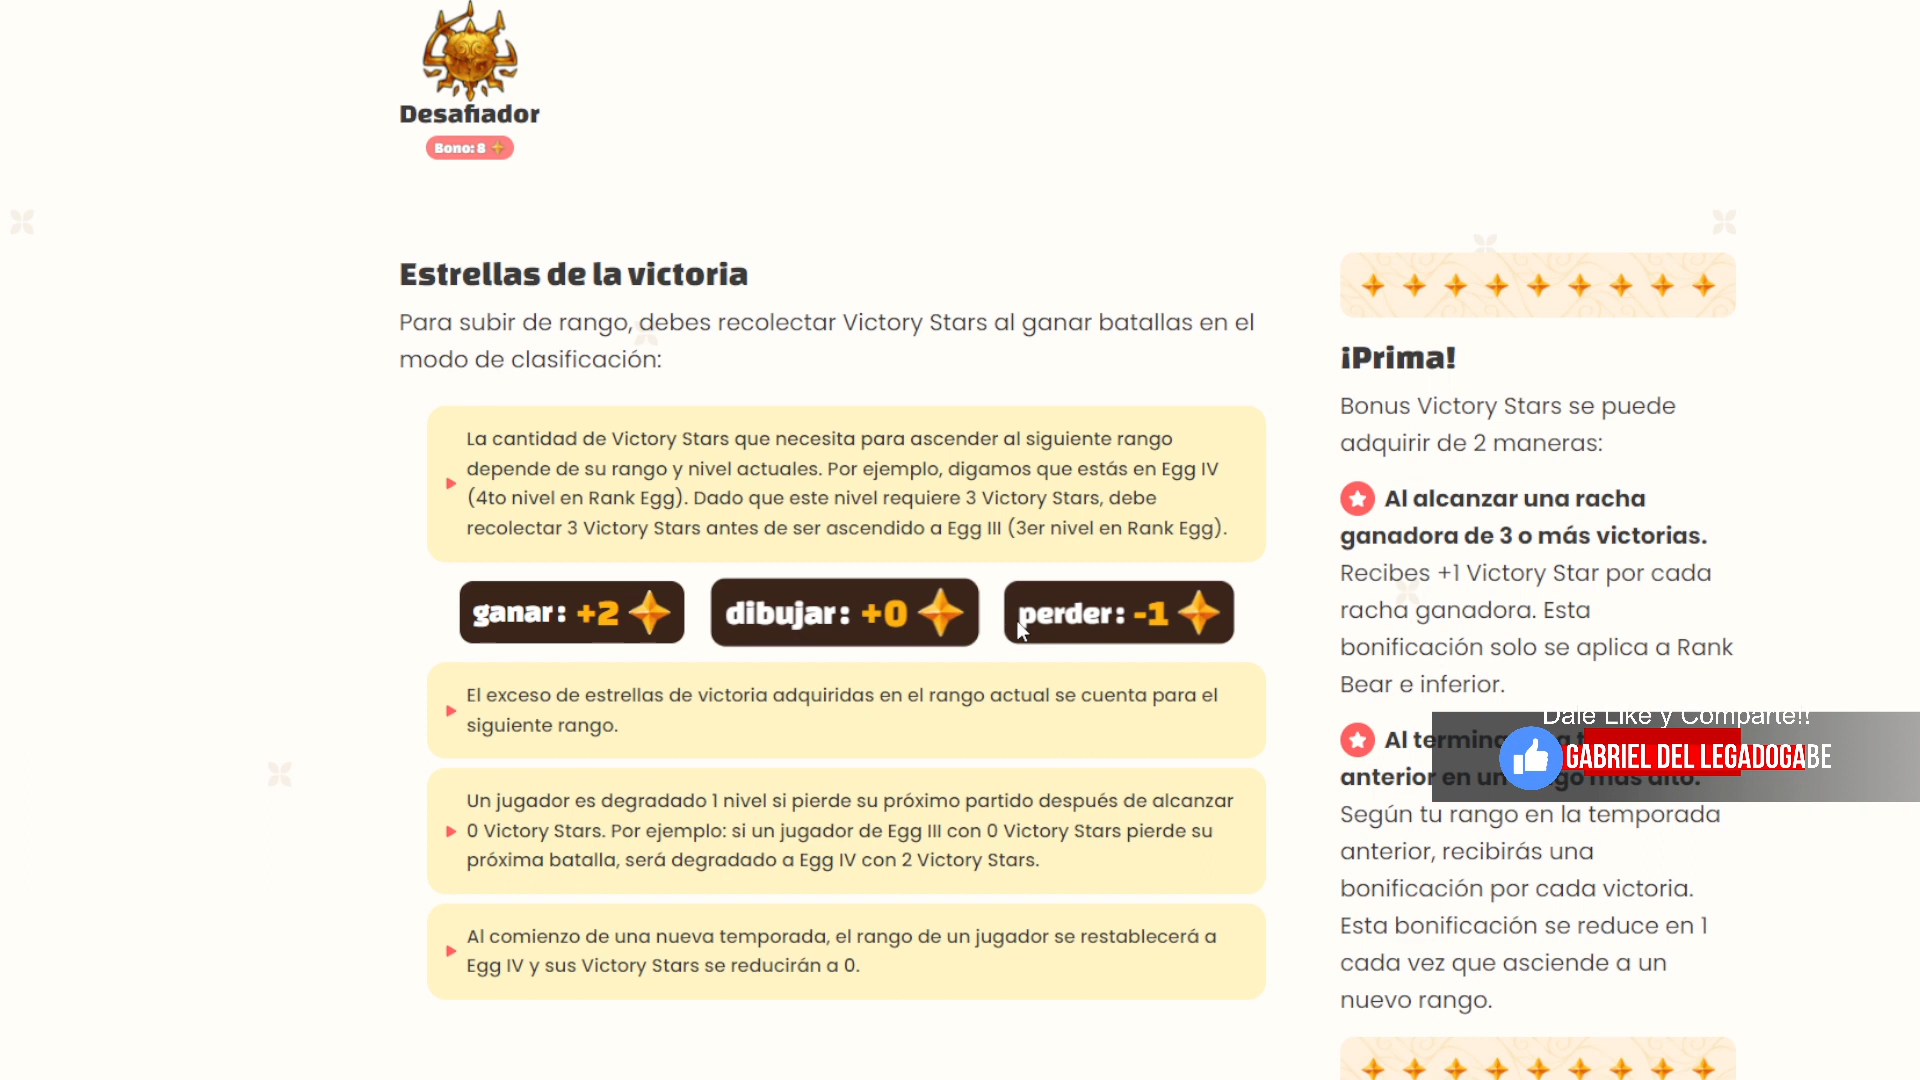 Desafiador
Bono: 8
Estrellas de la victoria
Para subir de rango, debes recolectar Victory Stars al ganar batallas en el
modo de clasificación:
La cantidad de Victory Stars que necesita para ascender al siguiente rango
depende de su rango y nivel actuales. Por ejemplo, digamos que estás en Egg IV
(4to nivel en Rank Egg). Dado que este nivel requiere 3 Victory Stars, debe
recolectar 3 Victory Stars antes de ser ascendido a Egg III (3er nivel en Rank Egg).
ganar: +2
dibujar: +0
perder: -1
El exceso de estrellas de victoria adquiridas en el rango actual se cuenta para el
siguiente rango.
Un jugador es degradado 1 nivel si pierde su próximo partido después de alcanzar
0 Victory Stars. Por ejemplo: si un jugador de Egg III con 0 Victory Stars pierde su
próxima batalla, será degradado a Egg IV con 2 Victory Stars.
Al comienzo de una nueva temporada, el rango de un jugador se restablecerá a
Egg IV y sus Victory Stars se reducirán a 0.
¡Prima!
Bonus Victory Stars se puede
adquirir de 2 maneras:
Al alcanzar una racha
ganadora de 3 o más victorias.
Recibes +1 Victory Star por cada
racha ganadora. Esta
bonificación solo se aplica a Rank
Bear e inferior.
Dale Like y Comparte!!
GABRIEL DEL LEGADOGABE
Al
anterior en más alto.
Según tu rango en la temporada
anterior, recibirás una
bonificación por cada victoria.
Esta bonificación se reduce en 1
cada vez que asciende a un
nuevo rango.